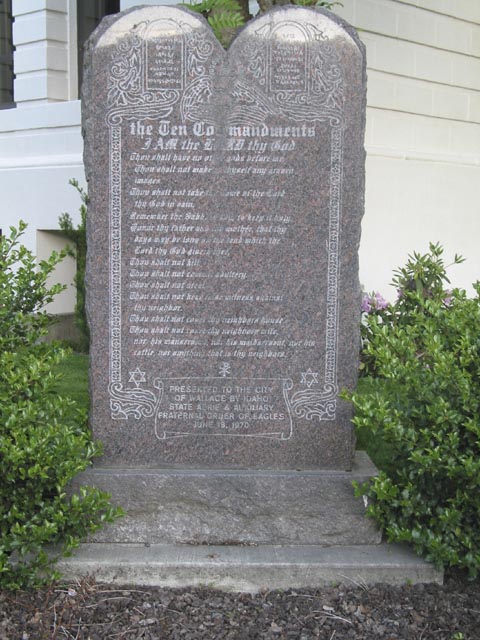 the Ten Commandments
I AM the LORD thy God
Thou shalt have no other gods before me.
Thou shalt not make to thyself any graven
images.
Thou shalt not take the Name of the Lord
thy God in vain.
Remember the Sabbath day, to keep it holy.
Honor thy father and thy mother, that thy
days may be long upon the land which the
Lord thy God giveth thee.
Thou shalt not kill.
Thou shalt not commit adultery.
Thou shalt not steal.
Thou shalt not bear false witness against
thy neighbor.
Thou shalt not covet thy neighbor's house.
Thou shalt not covet thy neighbor's wife,
nor his manservant, nor his maidservant, nor his
cattle, nor anything that is thy neighbor's.
PRESENTED TO THE CITY
OF WALLACE BY IDAHO
STATE AERIE & AUXILIARY
FRATERNAL ORDER OF EAGLES
JUNE 19, 1970